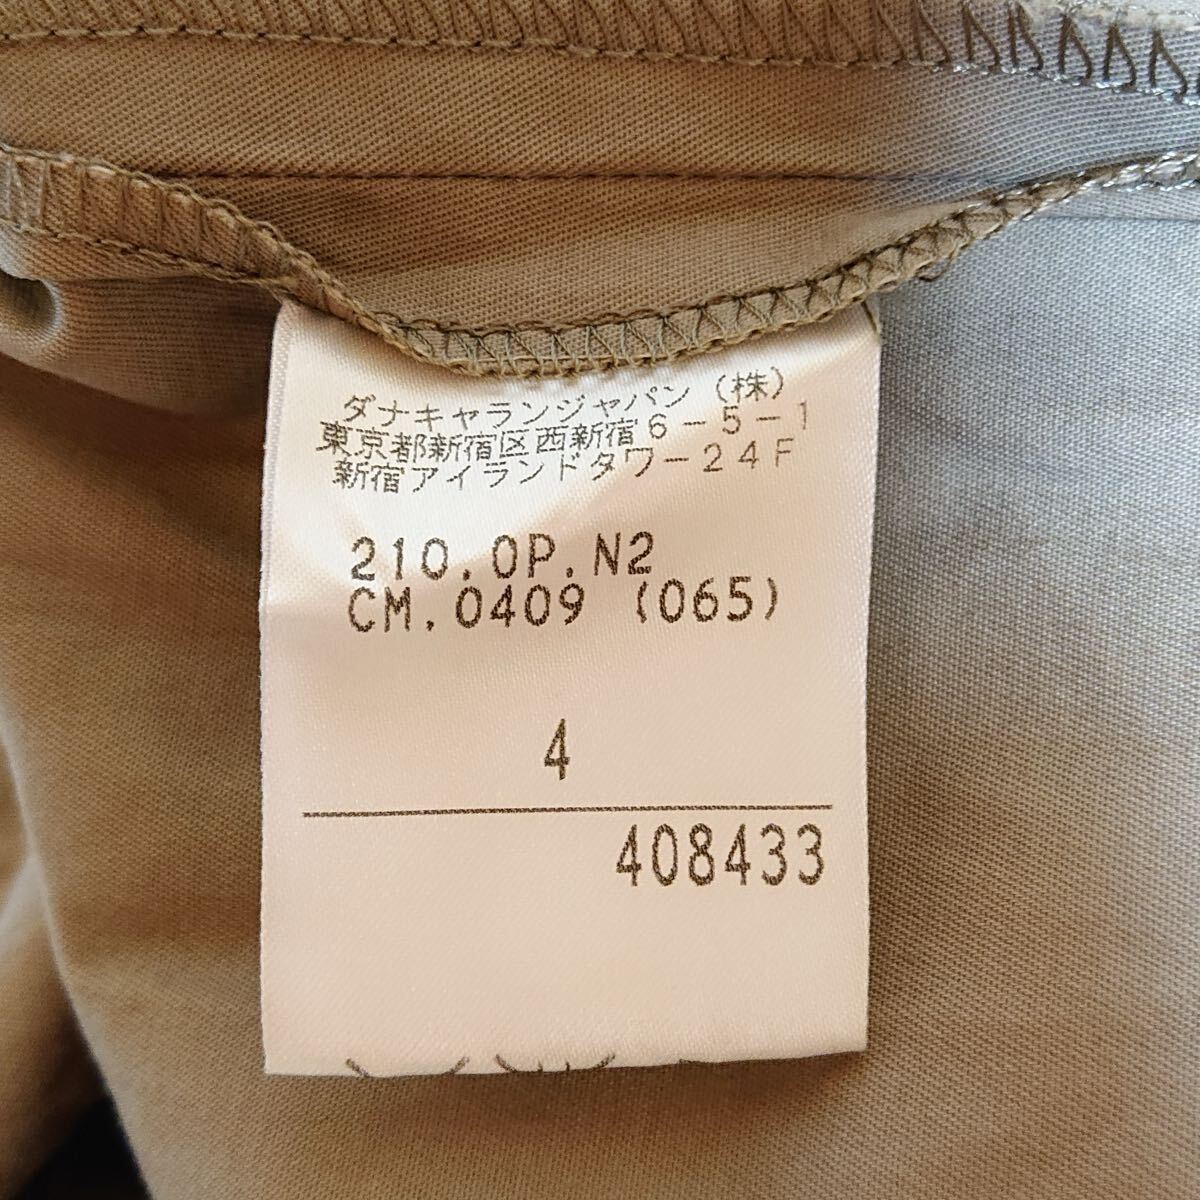 ダナキャランジャパン(株)
東京都新宿区西新宿6-5-1
新宿アイランドタワー24F
210.0P.N2
CM.0409 (065)
4
408433